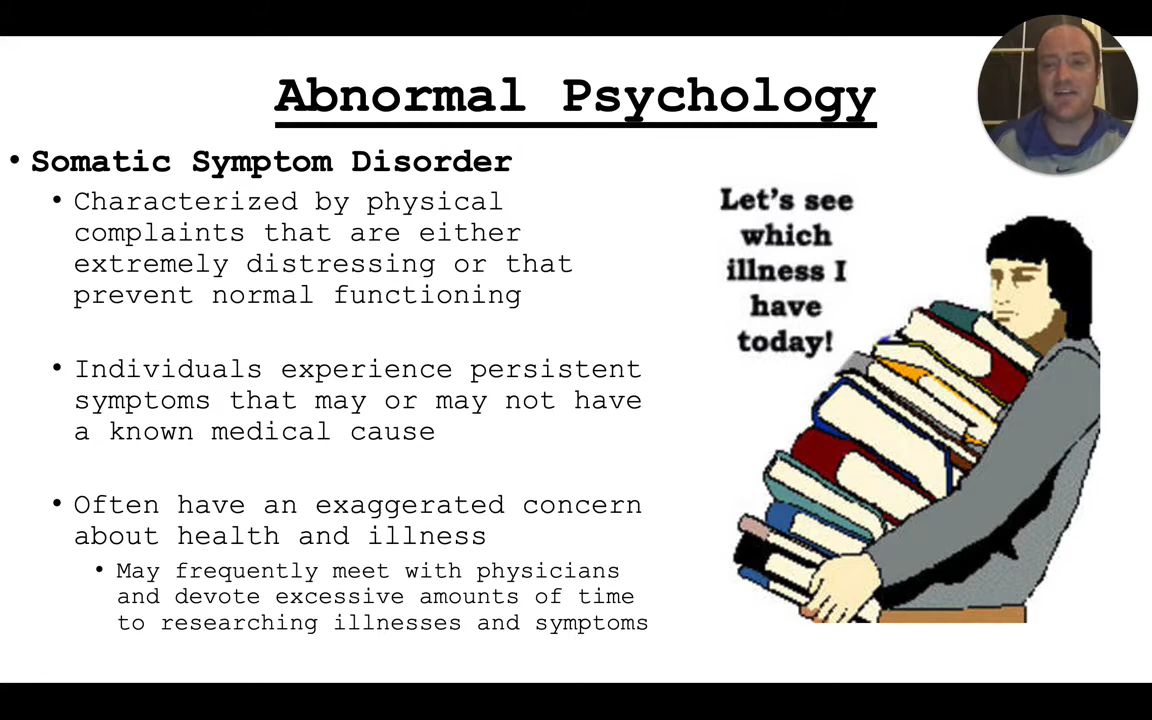 Abnormal Psychology
• Somatic Symptom Disorder
• Characterized by physical
complaints that are either
extremely distressing or that
prevent normal functioning
• Individuals experience persistent
symptoms that may or may not have
a known medical cause
• Often have an exaggerated concern
about health and illness
• May frequently meet with physicians
and devote excessive amounts of time
to researching illnesses and symptoms
Let's see
which
illness I
have
today!